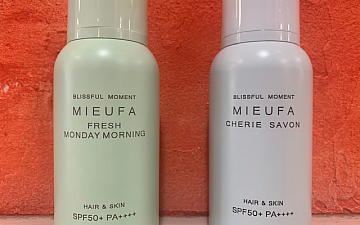 BLISSFUL MOMENT
MIEUFA
FRESH
MONDAY MORNING
HAIR & SKIN
SPF50+ PA++++
BLISSFUL MOMENT
MIEUFA
CHERIE SAVON
HAIR & SKIN
SPF50+ PA++++